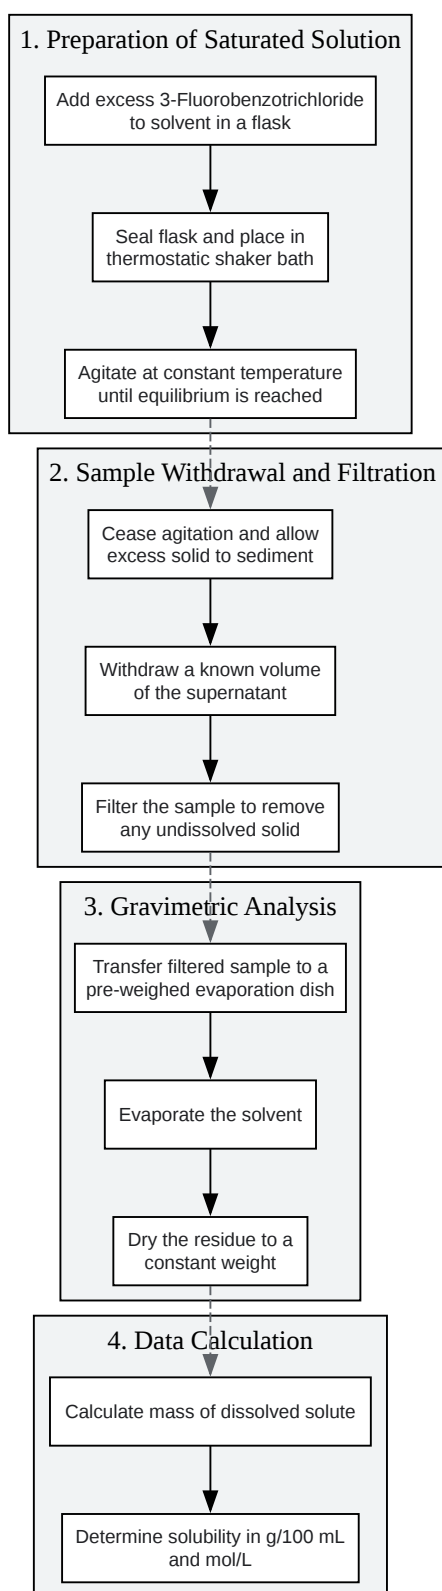 1. Preparation of Saturated Solution
Add excess 3-Fluorobenzotrichloride
to solvent in a flask
Seal flask and place in
thermostatic shaker bath
Agitate at constant temperature
until equilibrium is reached
2. Sample Withdrawal and Filtration
Cease agitation and allow
excess solid to sediment
Withdraw a known volume
of the supernatant
Filter the sample to remove
any undissolved solid
3. Gravimetric Analysis
Transfer filtered sample to a
pre-weighed evaporation dish
Evaporate the solvent
Dry the residue to a
constant weight
4. Data Calculation
Calculate mass of dissolved solute
Determine solubility in g/100 mL
and mol/L